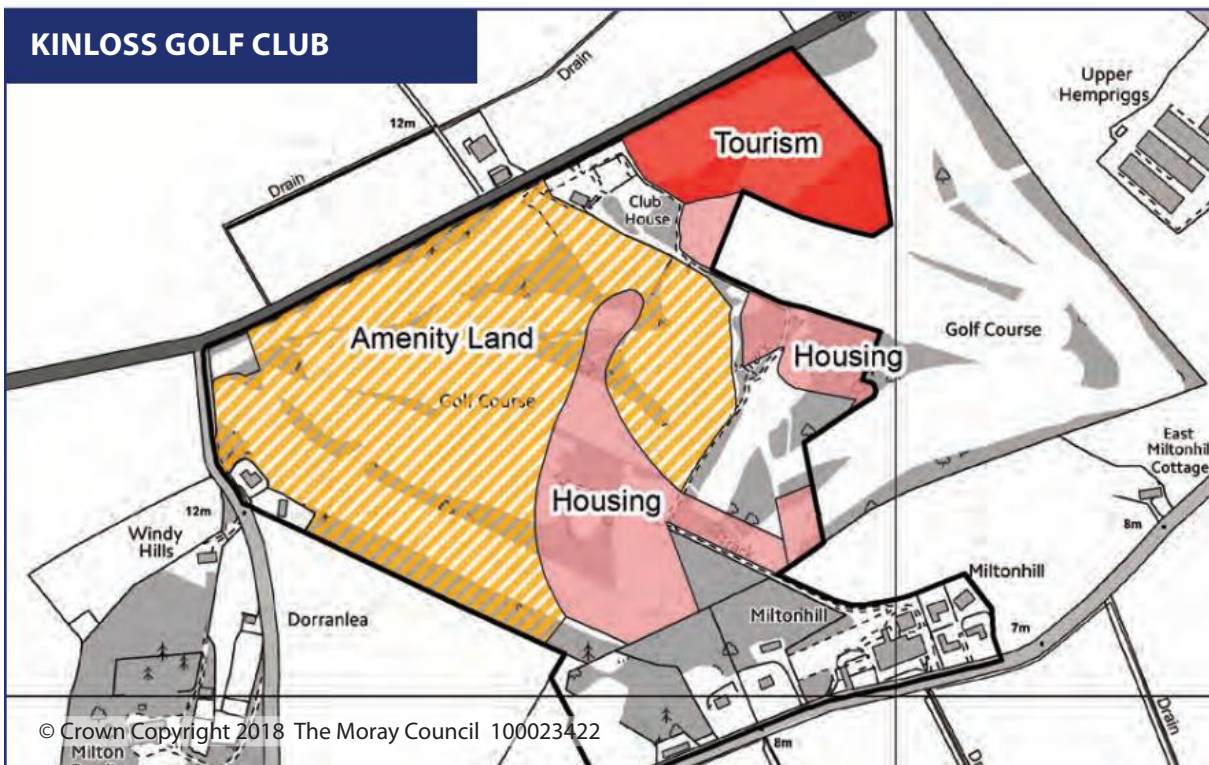 KINLOSS GOLF CLUB
Drain
12m
Drain
Upper
Hempriggs
Tourism
Club
House
Amenity Land
Golf Course
Housing
Golf Course
East
Miltonhill
Cottage
Housing
12m
Windy
Hills
8m
Track
Miltonhill
Dorranlea
Miltonhill
7m
© Crown Copyright 2018 The Moray Council 100023422
Milton
8m
Drain